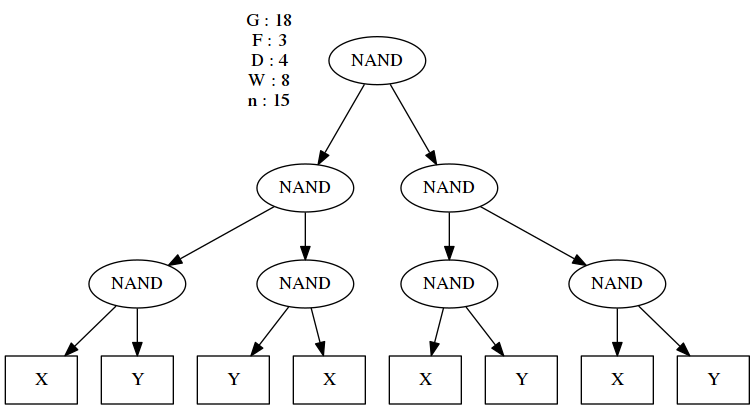 G : 18
F : 3
D : 4
W : 8
n : 15
NAND
NAND NAND
NAND NAND NAND NAND
X Y Y X X Y X Y